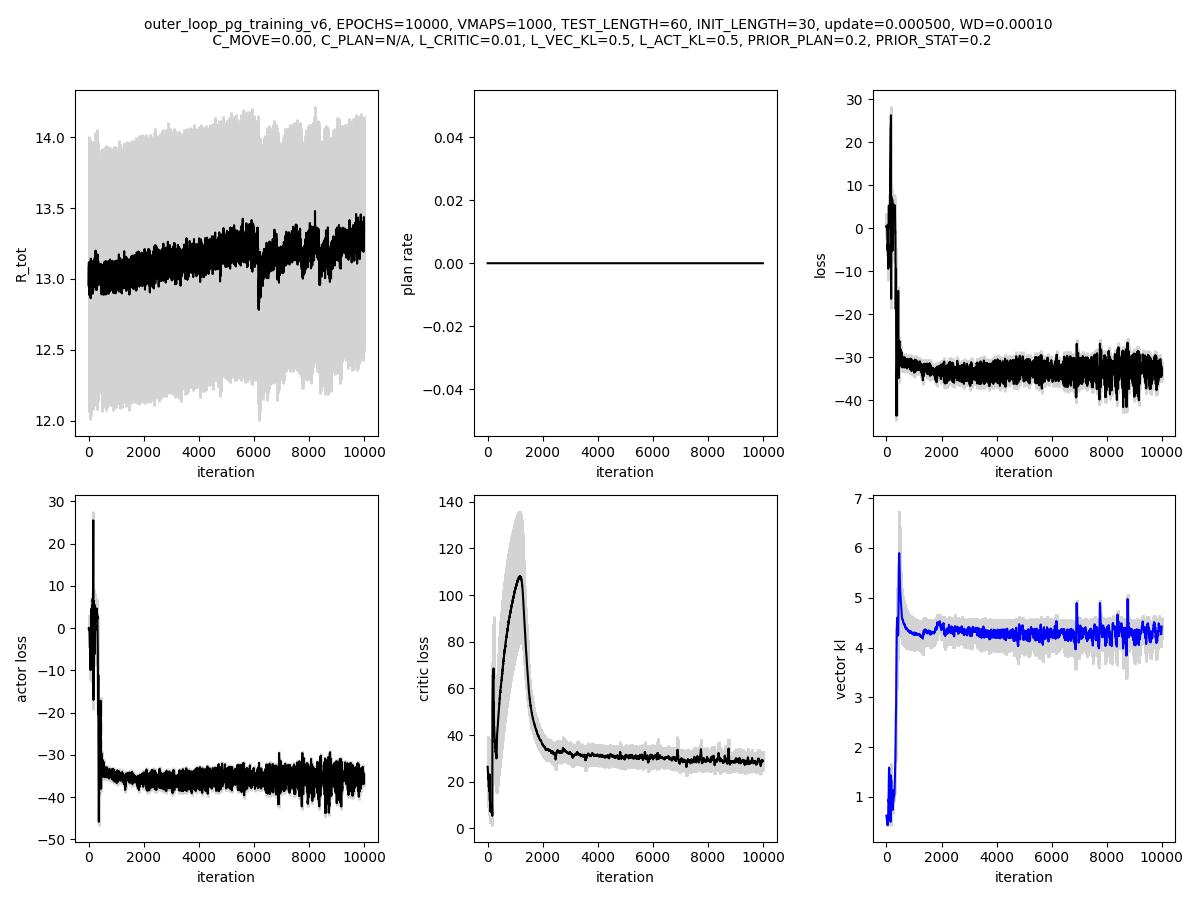 outer_loop_pg_training_v6, EPOCHS=10000, VMAPS=1000, TEST_LENGTH=60, INIT_LENGTH=30, update=0.000500, WD=0.00010
C_MOVE=0.00, C_PLAN=N/A, L_CRITIC=0.01, L_VEC_KL=0.5, L_ACT_KL=0.5, PRIOR_PLAN=0.2, PRIOR_STAT=0.2
R_tot
14.0
13.5
13.0
12.5
12.0
0 2000 4000 6000 8000 10000
iteration
plan rate
0.04
0.02
0.00
−0.02
−0.04
0 2000 4000 6000 8000 10000
iteration
loss
30
20
10
0
−10
−20
−30
−40
0 2000 4000 6000 8000 10000
iteration
actor loss
30
20
10
0
−10
−20
−30
−40
−50
0 2000 4000 6000 8000 10000
iteration
critic loss
140
120
100
80
60
40
20
0
0 2000 4000 6000 8000 10000
iteration
vector kl
7
6
5
4
3
2
1
0 2000 4000 6000 8000 10000
iteration